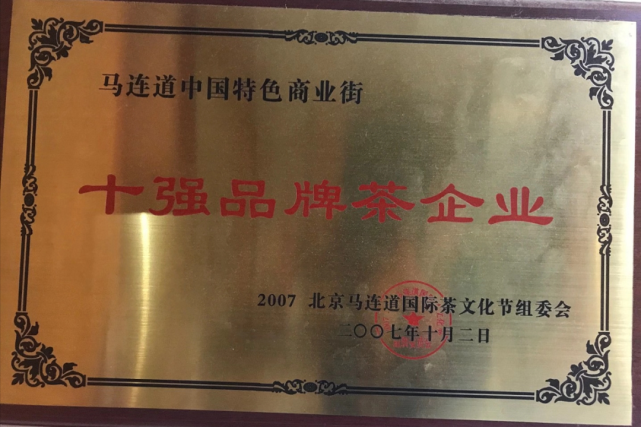 马连道中国特色商业街
十强品牌茶企业
2007 北京马连道国际茶文化节组委会
二〇〇七年十月二日